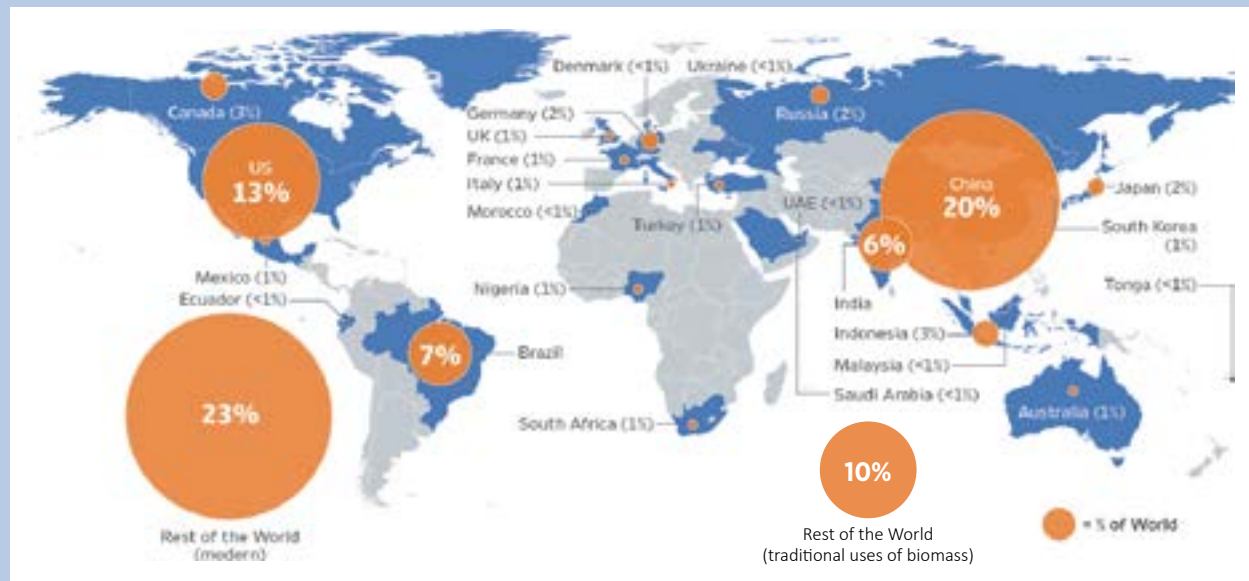 Denmark (<1%)
Ukraine (<1%)
Canada (3%)
Germany (2%)
Russia (2%)
UK (1%)
US
13%
France (1%)
China
20%
Italy (1%)
Japan (2%)
Morocco (<1%)
UAE (<1%)
Turkey (1%)
South Korea
(1%)
6%
Mexico (1%)
Ecuador (<1%)
Nigeria (1%)
India
Tonga (<1%)
Indonesia (3%)
7%
Brazil
Malaysia (<1%)
Saudi Arabia (<1%)
23%
South Africa (1%)
Australia (1%)
10%
Rest of the World
(modern)
Rest of the World
(traditional uses of biomass)
= % of World